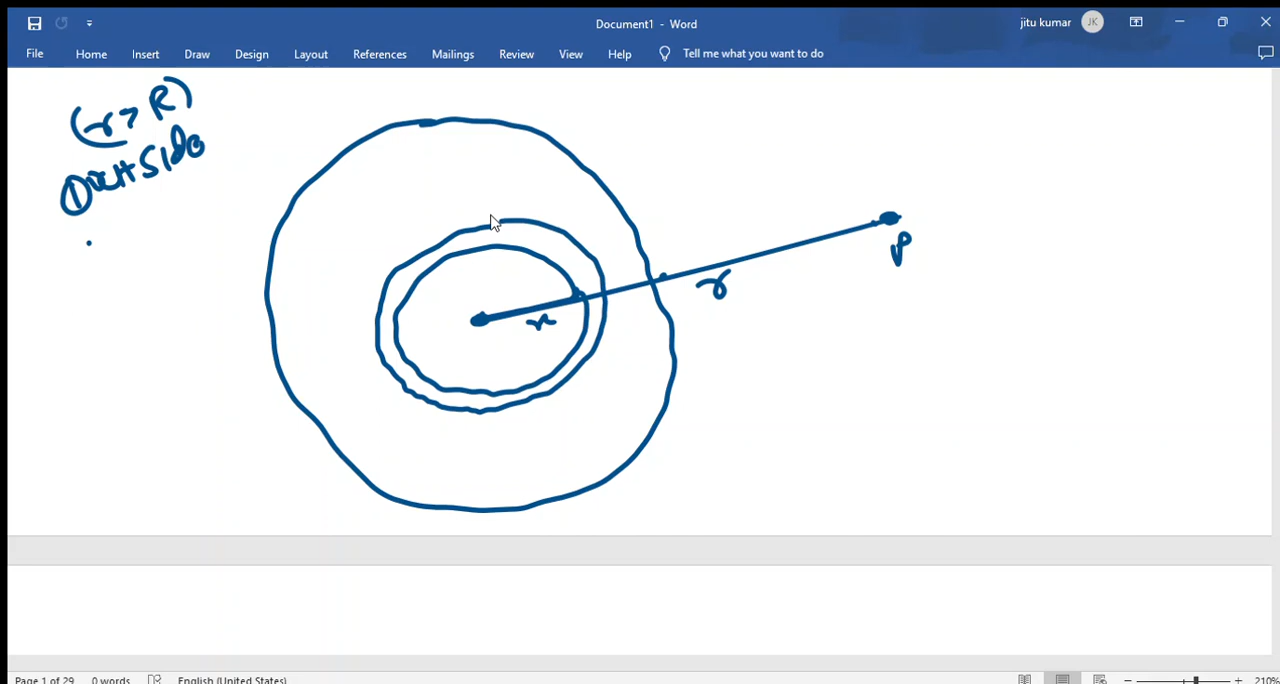 Document1 - Word
jitu kumar
JK
File Home Insert Draw Design Layout References Mailings Review View Help Tell me what you want to do
(r > R)
Outside
P
r
x
Page 1 of 29 0 words English (United States) 210%